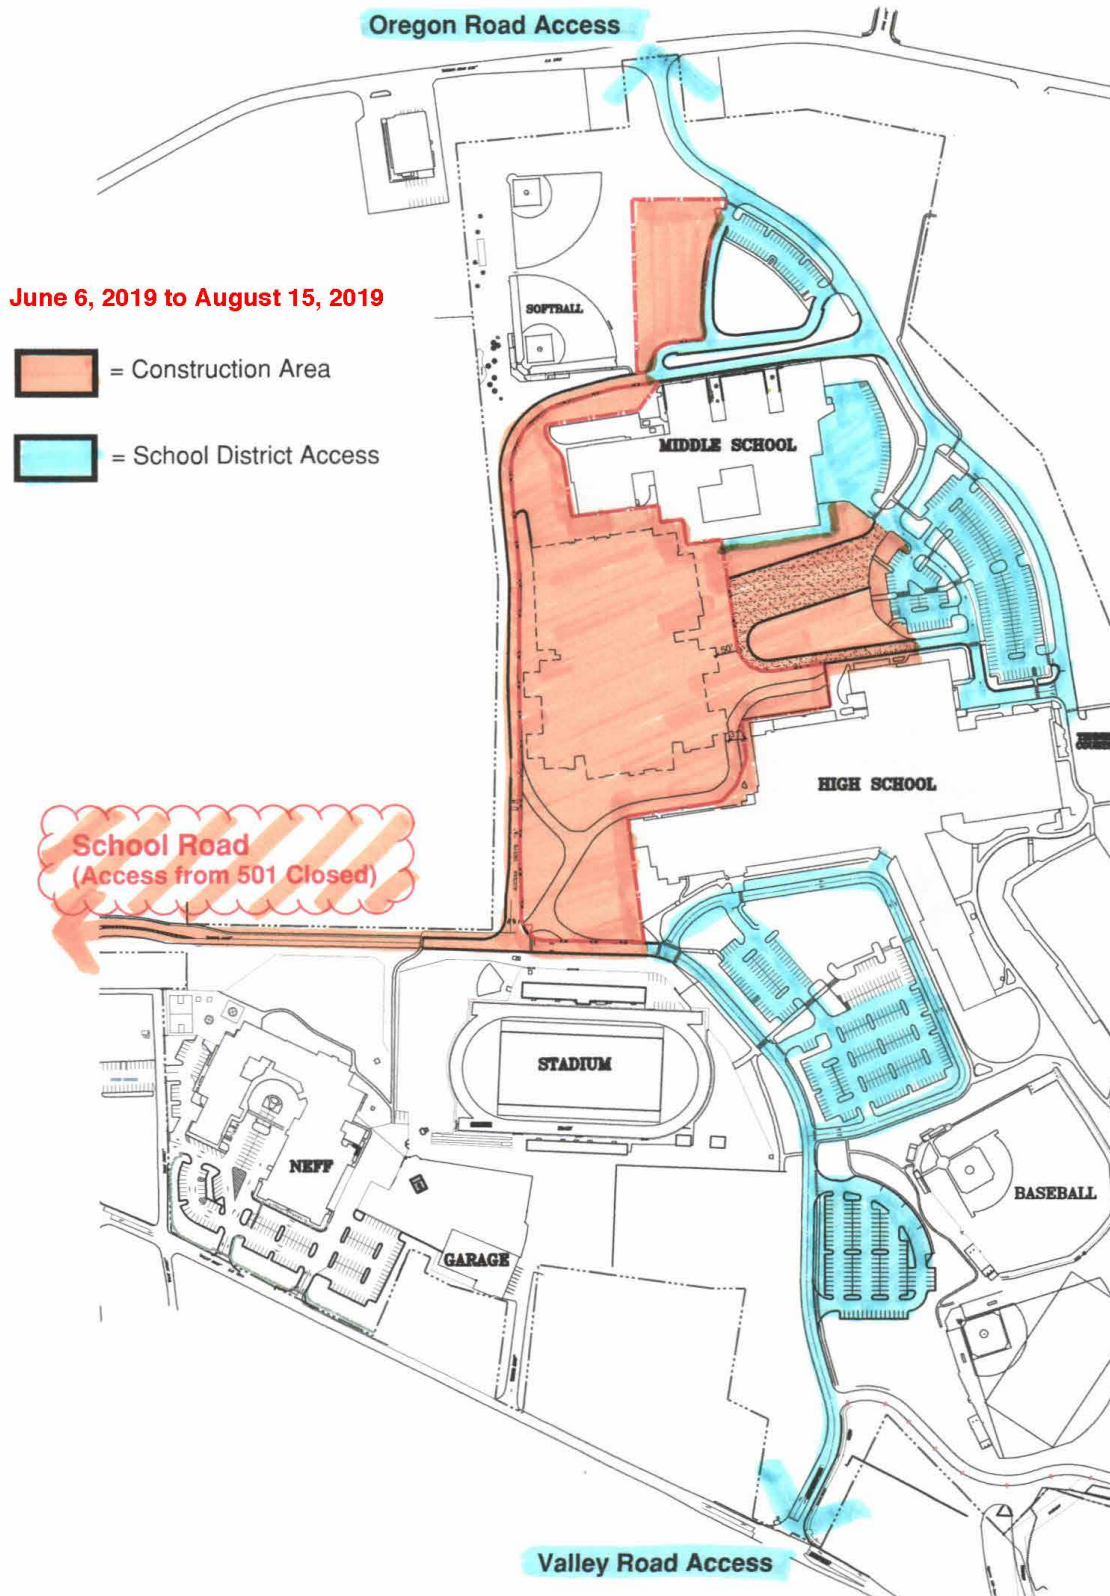 Oregon Road Access
June 6, 2019 to August 15, 2019
= Construction Area
= School District Access
SOFTBALL
MIDDLE SCHOOL
50'
HIGH SCHOOL
School Road
(Access from 501 Closed)
STADIUM
NEFF
GARAGE
BASEBALL
Valley Road Access